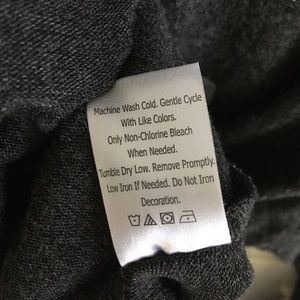 Machine Wash Cold. Gentle Cycle
With Like Colors.
Only Non-Chlorine Bleach
When Needed.
Tumble Dry Low. Remove Promptly.
Low Iron If Needed. Do Not Iron
Decoration.